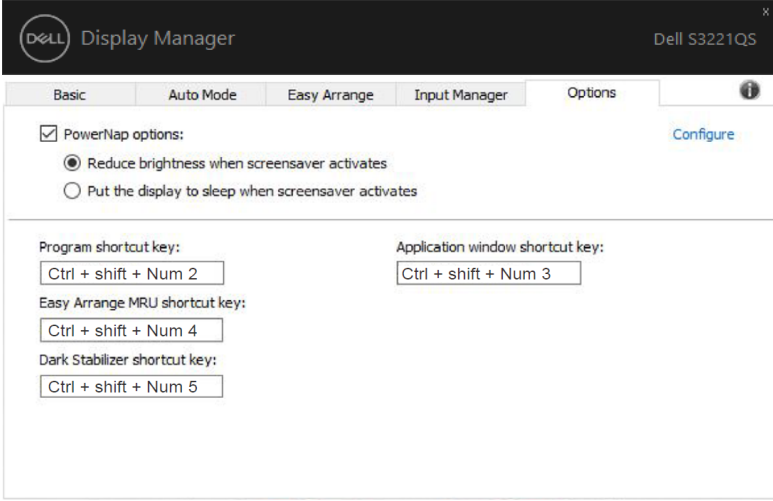 DELL Display Manager
Dell S3221QS
x
Basic Auto Mode Easy Arrange Input Manager Options
i
PowerNap options:
Configure
Reduce brightness when screensaver activates
Put the display to sleep when screensaver activates
Program shortcut key:
Ctrl + shift + Num 2
Application window shortcut key:
Ctrl + shift + Num 3
Easy Arrange MRU shortcut key:
Ctrl + shift + Num 4
Dark Stabilizer shortcut key:
Ctrl + shift + Num 5